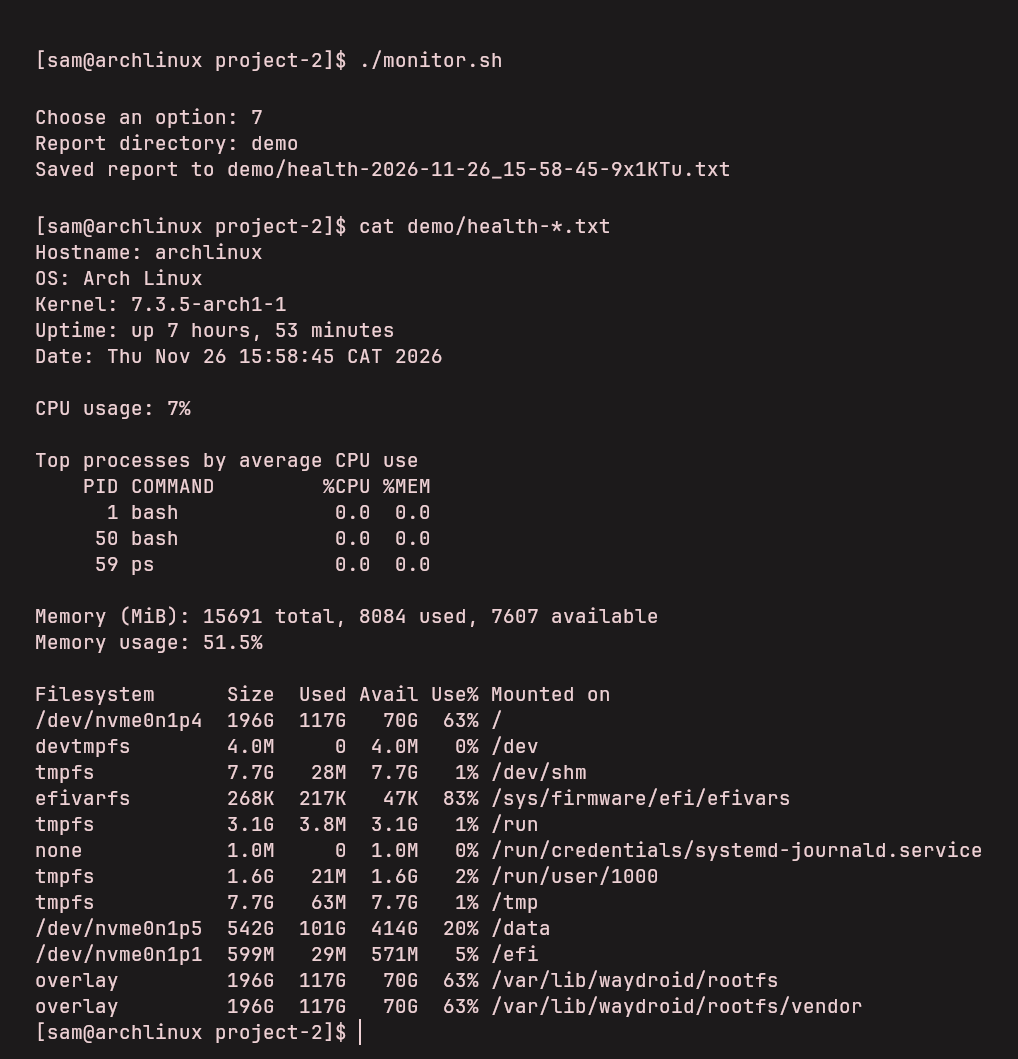 [sam@archlinux project-2]$ ./monitor.sh
Choose an option: 7
Report directory: demo
Saved report to demo/health-2026-11-26_15-58-45-9x1KTu.txt
[sam@archlinux project-2]$ cat demo/health-*.txt
Hostname: archlinux
OS: Arch Linux
Kernel: 7.3.5-arch1-1
Uptime: up 7 hours, 53 minutes
Date: Thu Nov 26 15:58:45 CAT 2026
CPU usage: 7%
Top processes by average CPU use
    PID COMMAND         %CPU %MEM
      1 bash             0.0  0.0
     50 bash             0.0  0.0
     59 ps               0.0  0.0
Memory (MiB): 15691 total, 8084 used, 7607 available
Memory usage: 51.5%
Filesystem      Size  Used Avail Use% Mounted on
/dev/nvme0n1p4  196G  117G   70G  63% /
devtmpfs        4.0M     0  4.0M   0% /dev
tmpfs           7.7G   28M  7.7G   1% /dev/shm
efivarfs        268K  217K   47K  83% /sys/firmware/efi/efivars
tmpfs           3.1G  3.8M  3.1G   1% /run
none            1.0M     0  1.0M   0% /run/credentials/systemd-journald.service
tmpfs           1.6G   21M  1.6G   2% /run/user/1000
tmpfs           7.7G   63M  7.7G   1% /tmp
/dev/nvme0n1p5  542G  101G  414G  20% /data
/dev/nvme0n1p1  599M   29M  571M   5% /efi
overlay         196G  117G   70G  63% /var/lib/waydroid/rootfs
overlay         196G  117G   70G  63% /var/lib/waydroid/rootfs/vendor
[sam@archlinux project-2]$